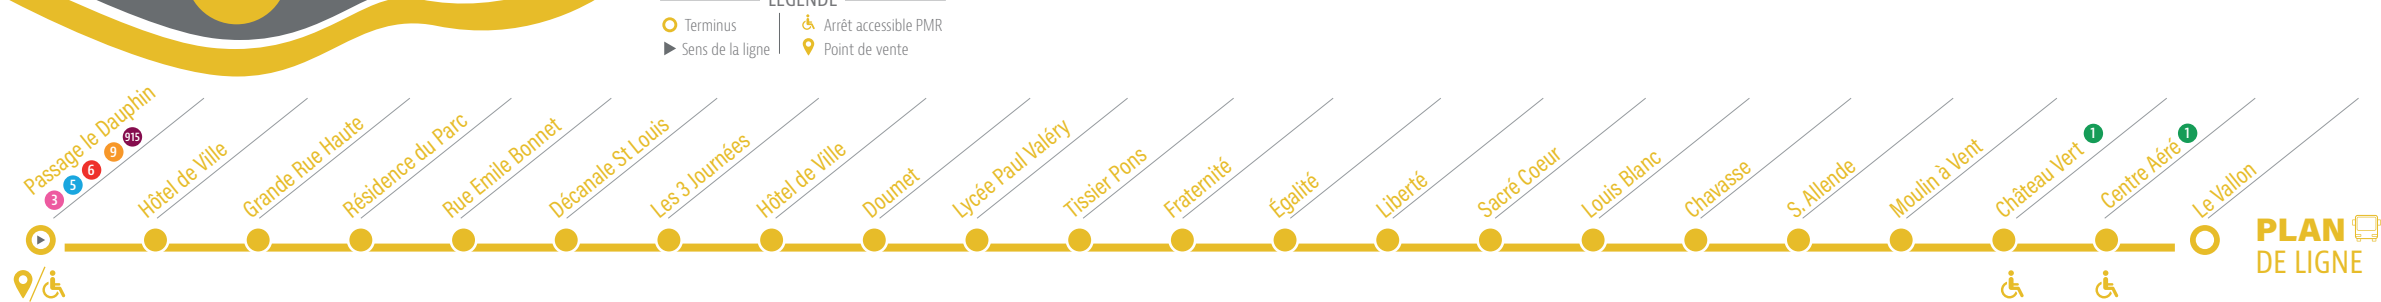 LÉGENDE
Terminus
Arrêt accessible PMR
Sens de la ligne
Point de vente
Passage le Dauphin
3 5 6 9 915
Hôtel de Ville
Grande Rue Haute
Résidence du Parc
Rue Emile Bonnet
Décanale St Louis
Les 3 Journées
Hôtel de Ville
Doumet
Lycée Paul Valéry
Tissier Pons
Fraternité
Égalité
Liberté
Sacré Coeur
Louis Blanc
Chavasse
S. Allende
Moulin à Vent
Château Vert 1
Centre Aéré 1
Le Vallon
PLAN
DE LIGNE